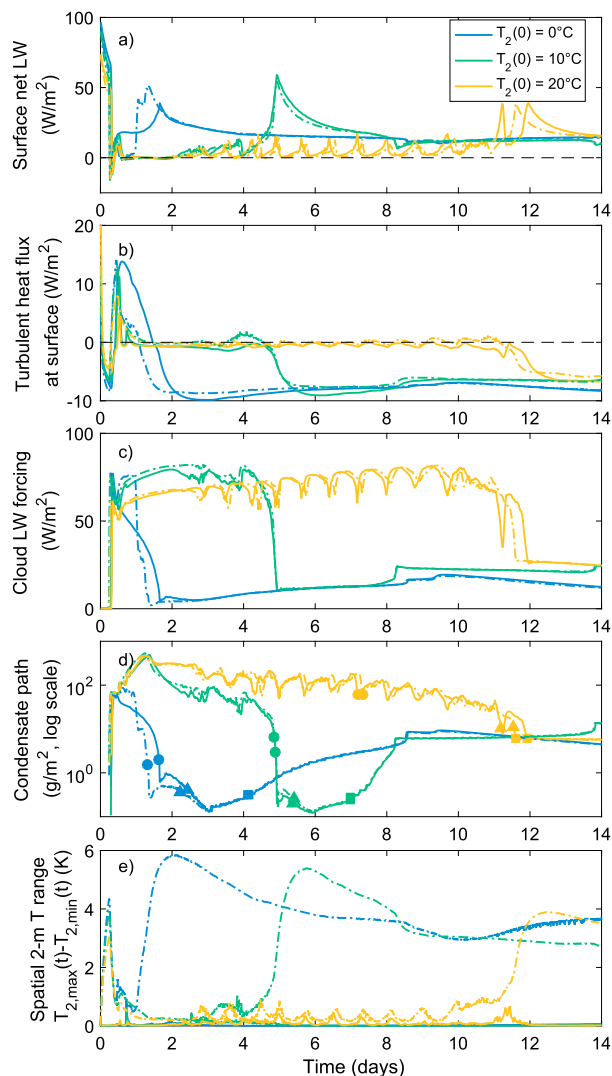 a)
T2(0) = 0°C
T2(0) = 10°C
T2(0) = 20°C
Surface net LW
(W/m2)
100
50
0
0 2 4 6 8 10 12 14
b)
Turbulent heat flux
at surface (W/m2)
20
10
0
-10
0 2 4 6 8 10 12 14
c)
Cloud LW forcing
(W/m2)
100
50
0
0 2 4 6 8 10 12 14
d)
Condensate path
(g/m2, log scale)
10^2
10^0
0 2 4 6 8 10 12 14
e)
Spatial 2-m T range
T2,max(t)-T2,min(t) (K)
6
4
2
0
0 2 4 6 8 10 12 14
Time (days)